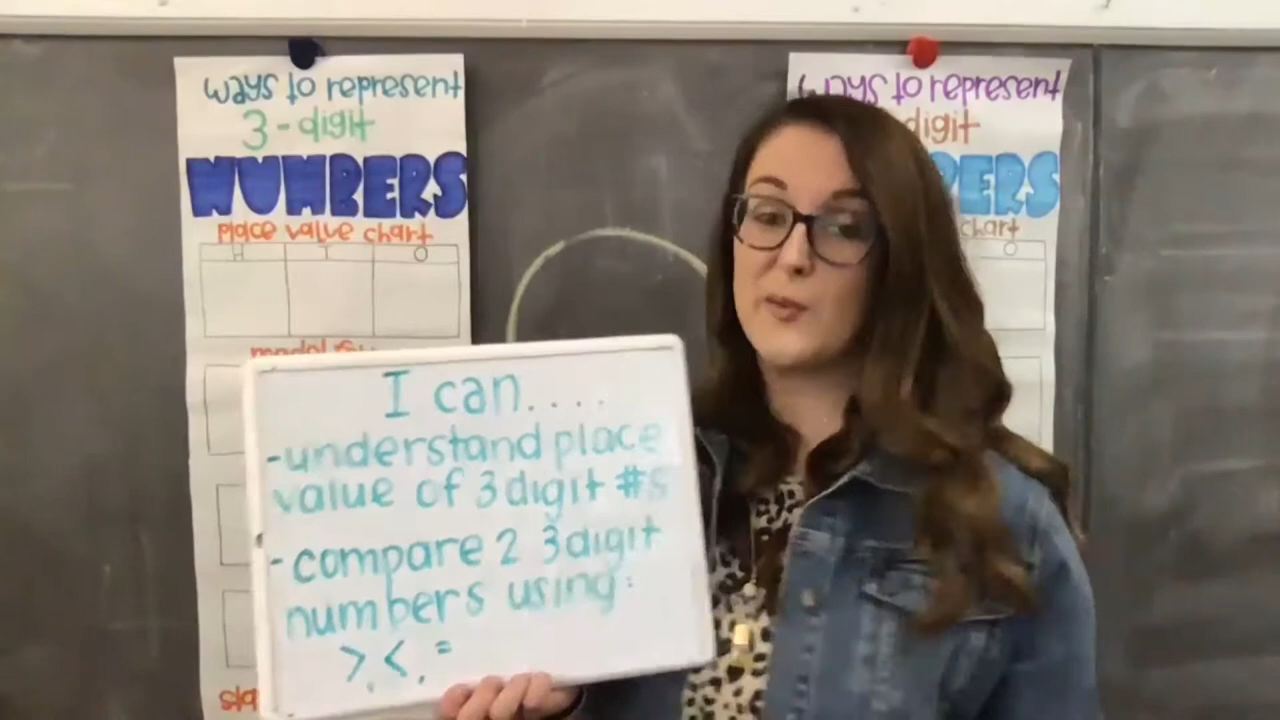 ways to represent
3-digit
NUMBERS
place value chart
H T O
ways to represent
digit
BERS
chart
O
I can....
-understand place
value of 3 digit #s
-compare 2 3 digit
numbers using:
>, <, =